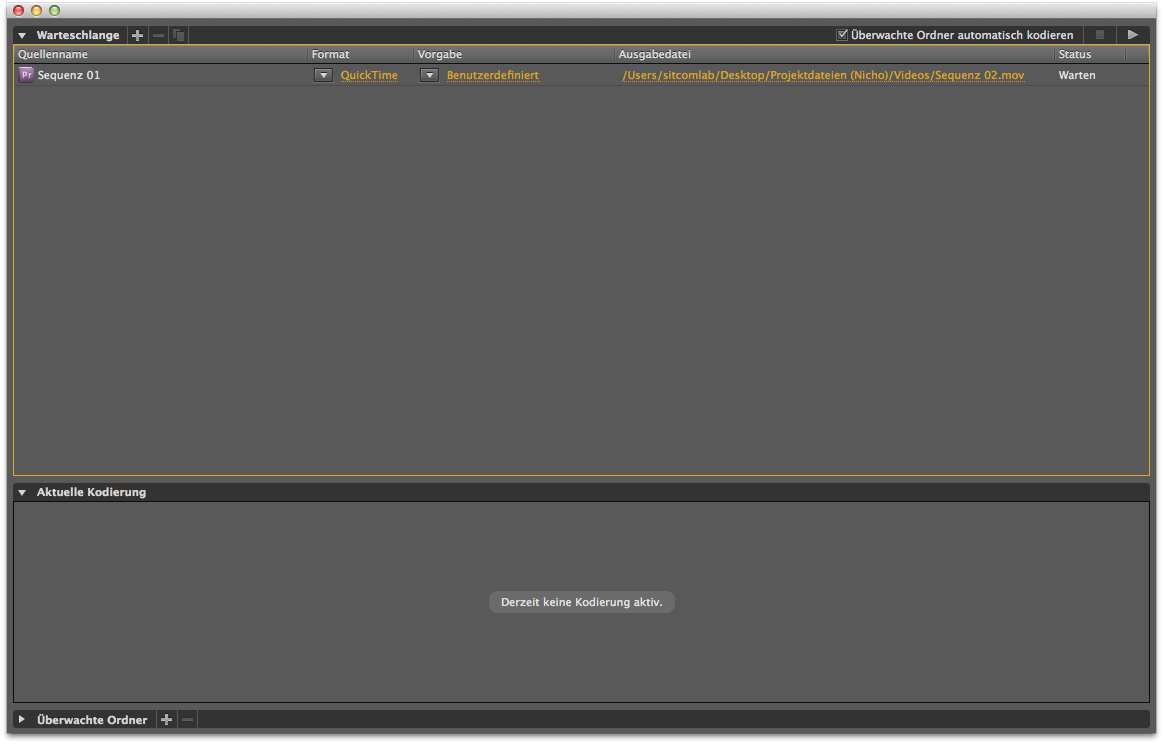 Warteschlange
Überwachte Ordner automatisch kodieren
Quellenname Format Vorgabe Ausgabedatei Status
Pr Sequenz 01 QuickTime Benutzerdefiniert /Users/sitcomlab/Desktop/Projektdateien (Nicho)/Videos/Sequenz 02.mov Warten
Aktuelle Kodierung
Derzeit keine Kodierung aktiv.
Überwachte Ordner